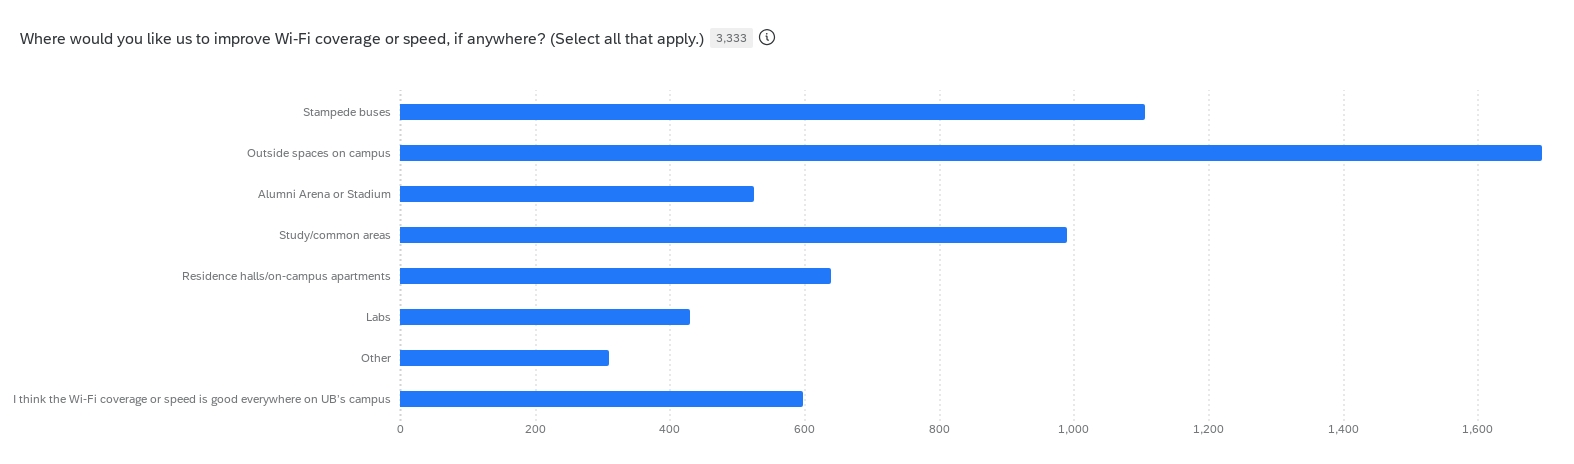 Where would you like us to improve Wi-Fi coverage or speed, if anywhere? (Select all that apply.) 3,333
Stampede buses
Outside spaces on campus
Alumni Arena or Stadium
Study/common areas
Residence halls/on-campus apartments
Labs
Other
I think the Wi-Fi coverage or speed is good everywhere on UB's campus
0 200 400 600 800 1,000 1,200 1,400 1,600